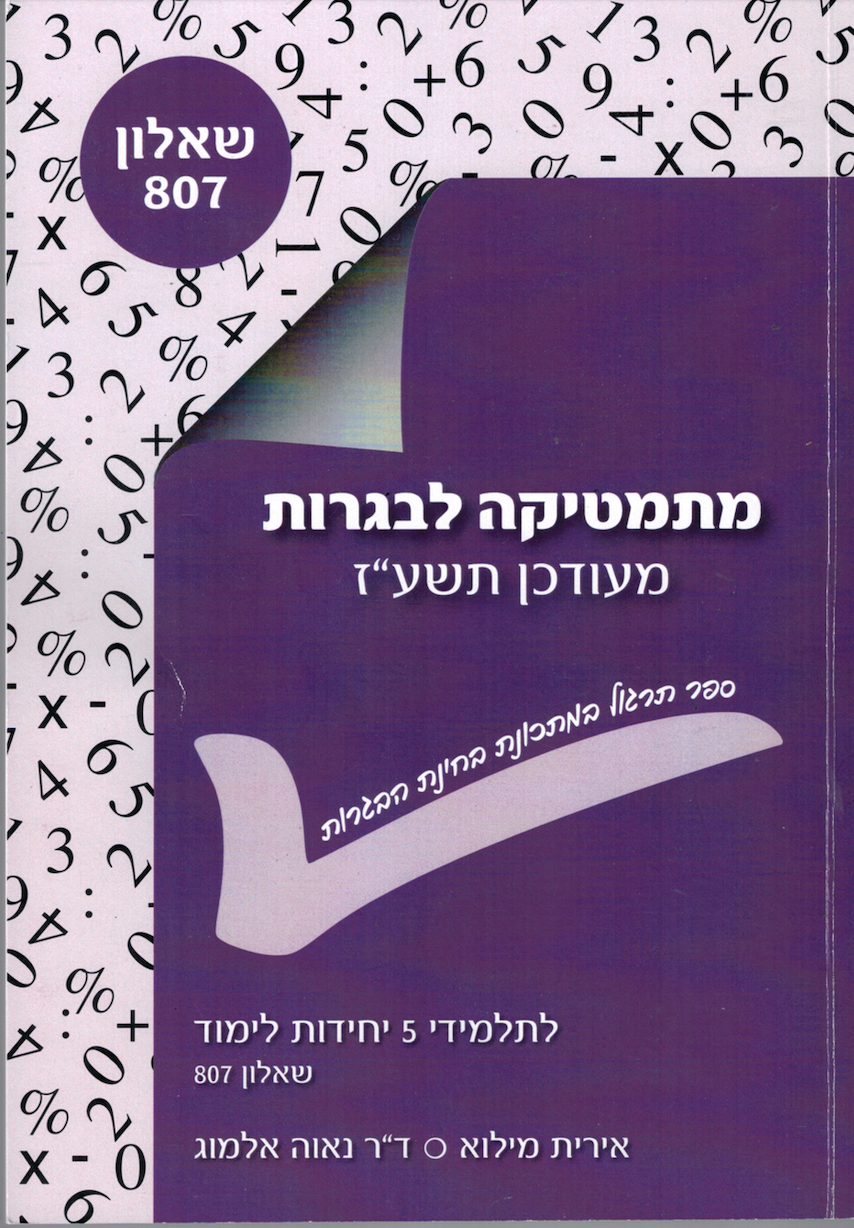 שאלון
807
מתמטיקה לבגרות
מעודכן תשע“ז
ספר תרגול במתכונת בחינת הבגרות
לתלמידי 5 יחידות לימוד
שאלון 807
אירית מילוא ○ ד“ר נאוה אלמוג